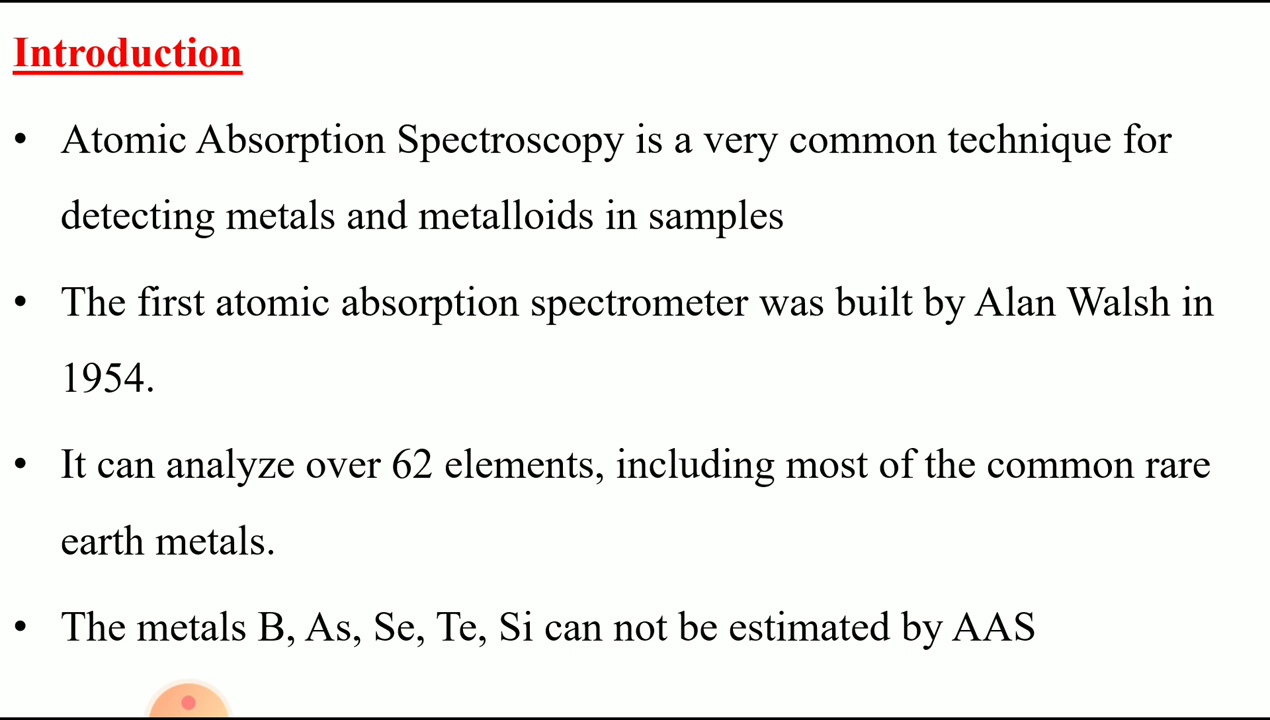 Introduction
• Atomic Absorption Spectroscopy is a very common technique for
detecting metals and metalloids in samples
• The first atomic absorption spectrometer was built by Alan Walsh in
1954.
• It can analyze over 62 elements, including most of the common rare
earth metals.
• The metals B, As, Se, Te, Si can not be estimated by AAS